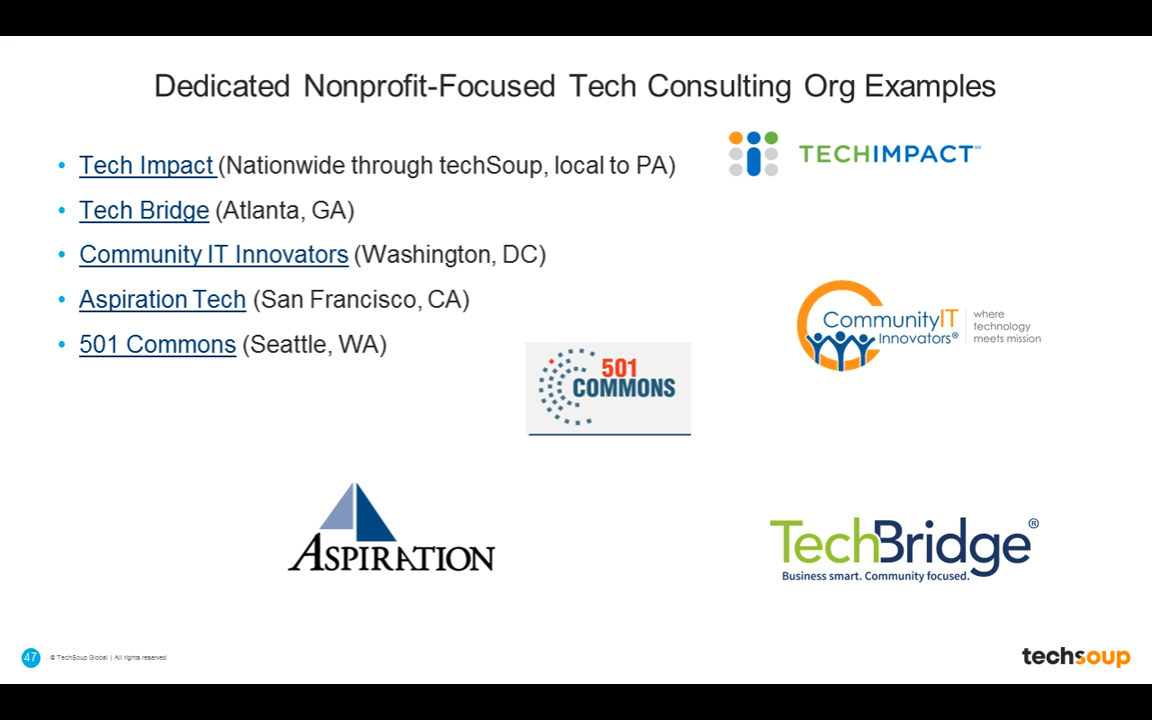 Dedicated Nonprofit-Focused Tech Consulting Org Examples
• Tech Impact (Nationwide through techSoup, local to PA)
• Tech Bridge (Atlanta, GA)
• Community IT Innovators (Washington, DC)
• Aspiration Tech (San Francisco, CA)
• 501 Commons (Seattle, WA)
TECHIMPACT℠
CommunityIT
Innovators®
where
technology
meets mission
501
COMMONS
ASPIRATION
TechBridge®
Business smart. Community focused.
47
© TechSoup Global | All rights reserved
techsoup